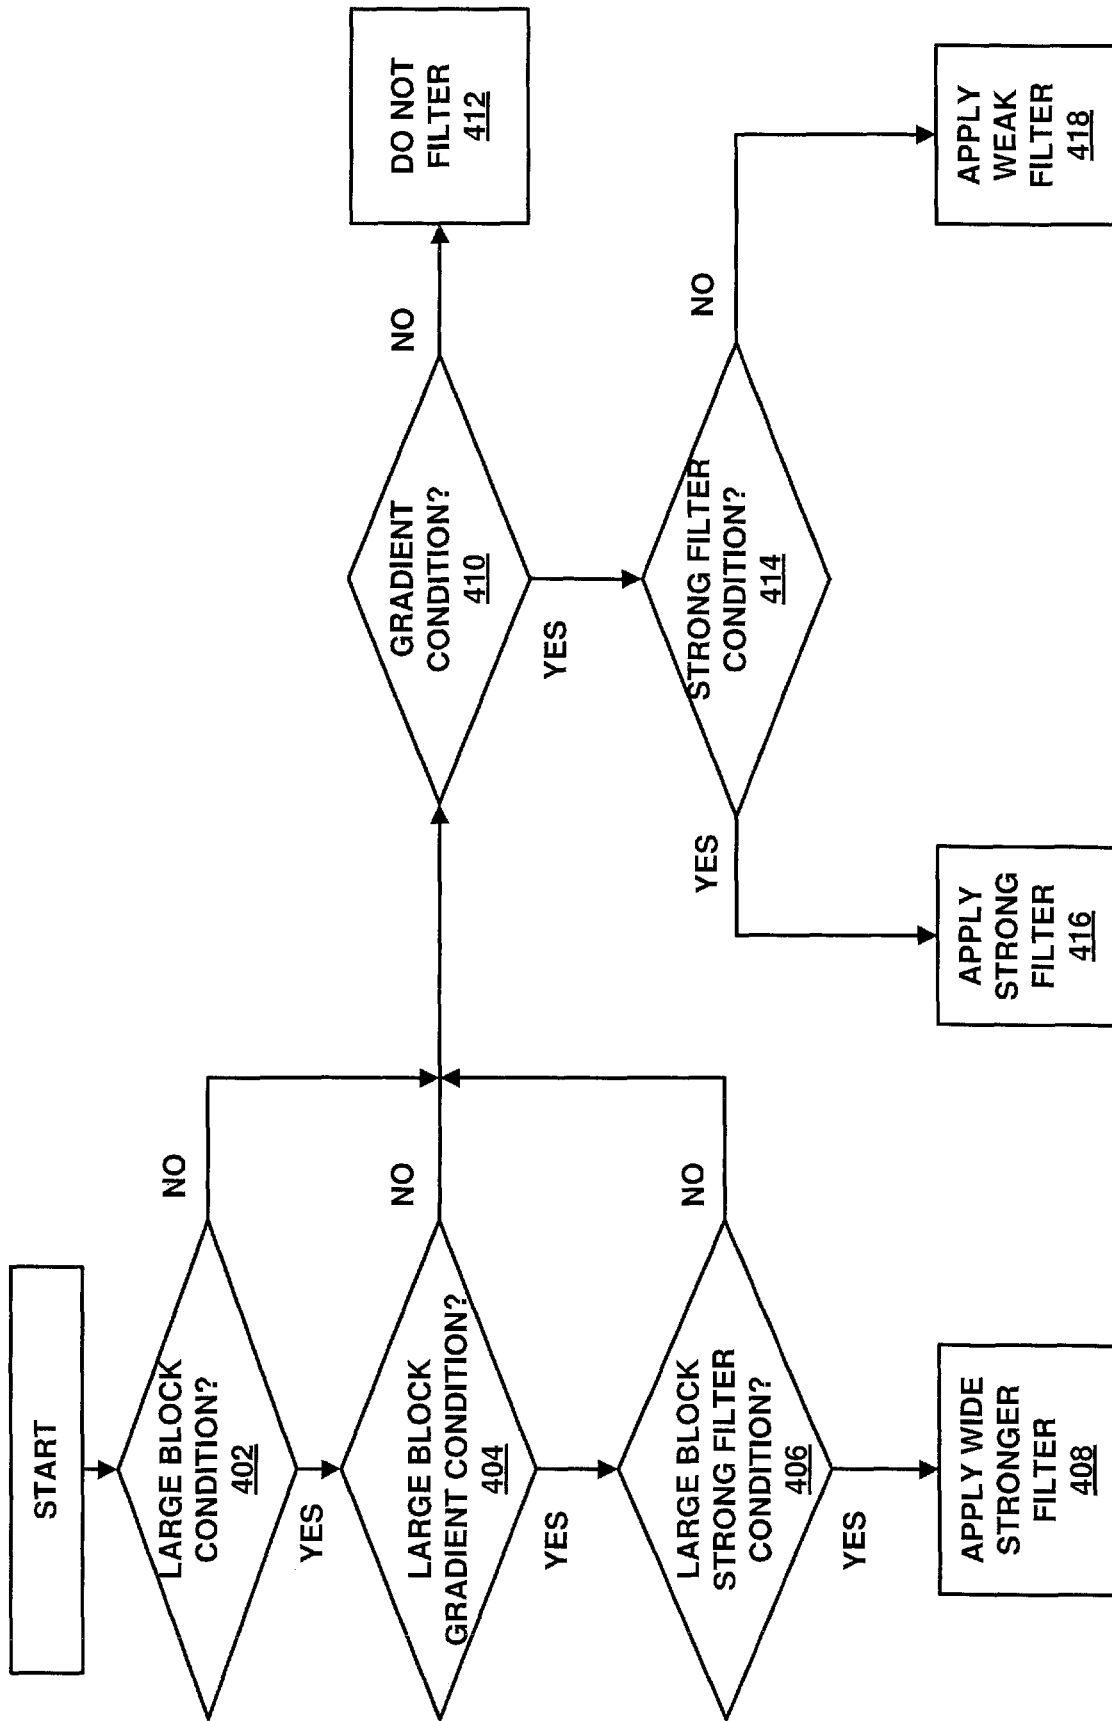 START
LARGE BLOCK
CONDITION?
402
NO
YES
LARGE BLOCK
GRADIENT CONDITION?
404
NO
YES
LARGE BLOCK
STRONG FILTER
CONDITION?
406
NO
YES
APPLY WIDE
STRONGER
FILTER
408
GRADIENT
CONDITION?
410
NO
YES
DO NOT
FILTER
412
STRONG FILTER
CONDITION?
414
YES
NO
APPLY
STRONG
FILTER
416
APPLY
WEAK
FILTER
418